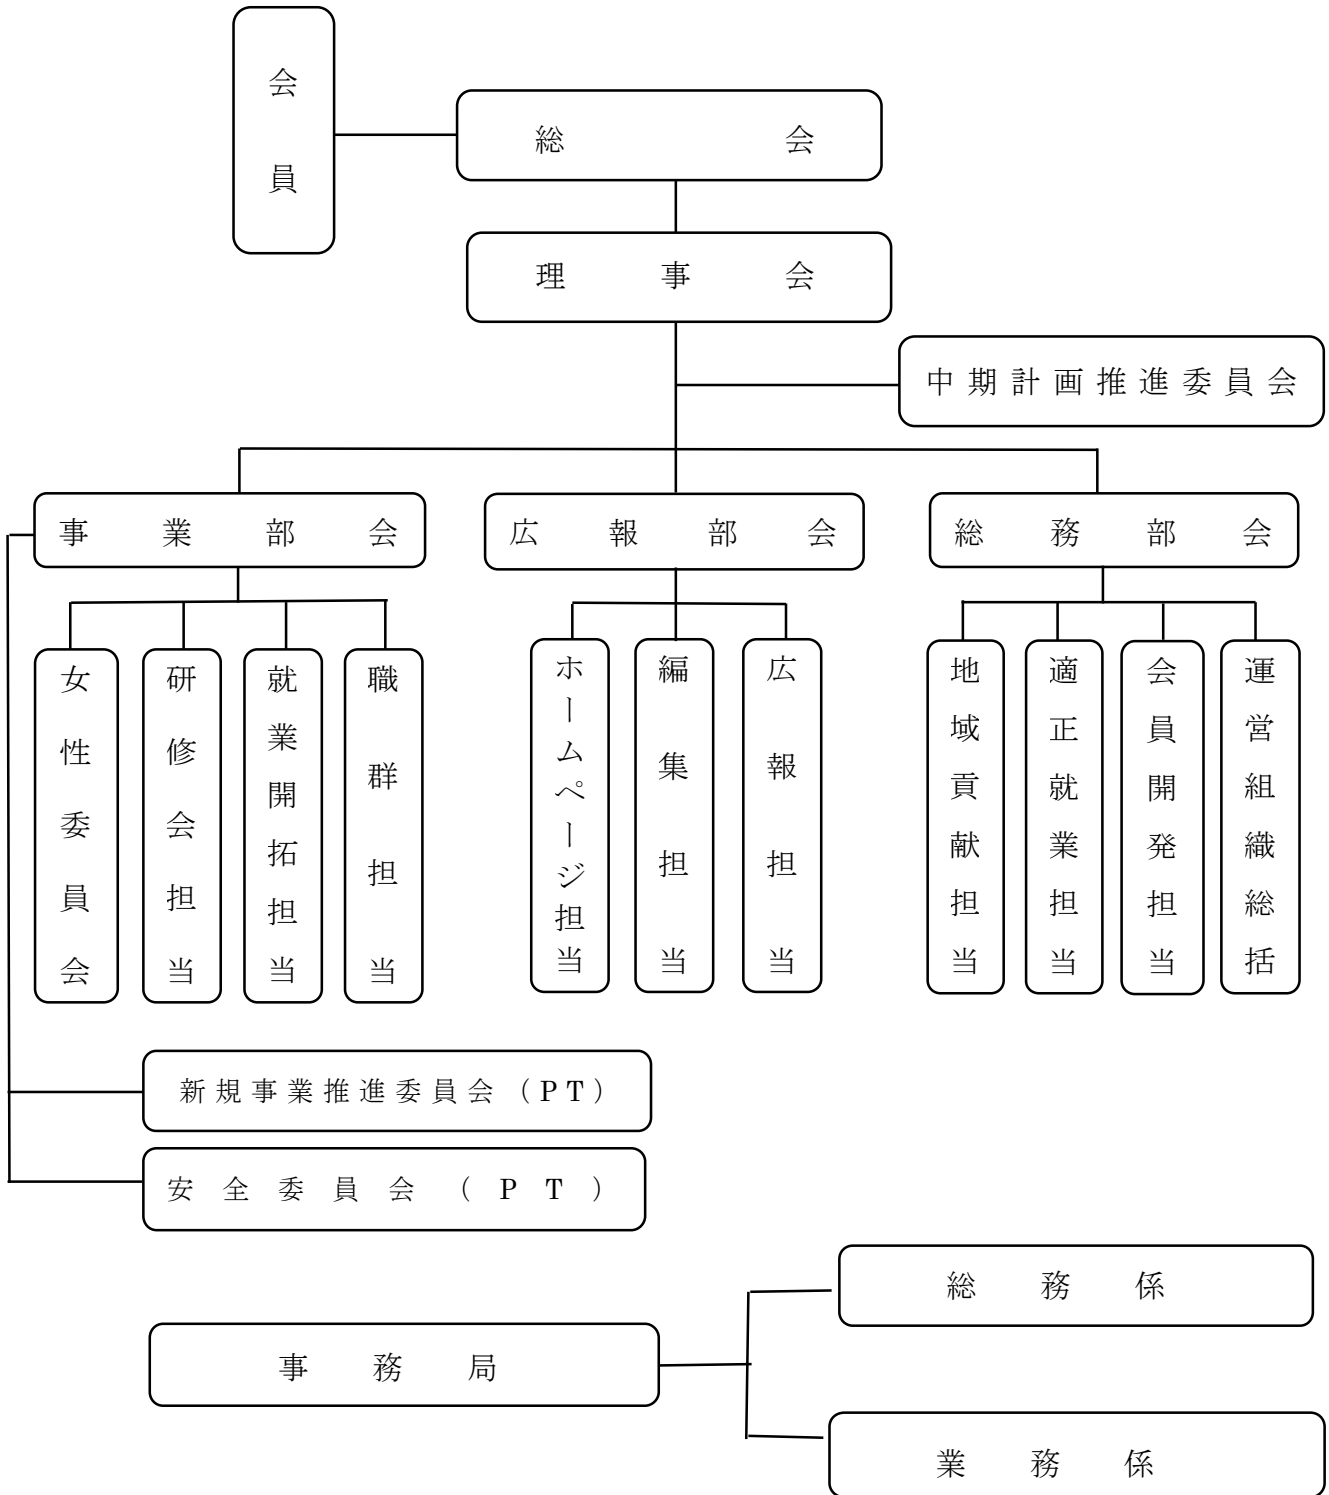 会員
総会
理事会
中期計画推進委員会
事業部会
広報部会
総務部会
女性委員会
研修会担当
就業開拓担当
職群担当
ホームページ担当
編集担当
広報担当
地域貢献担当
適正就業担当
会員開発担当
運営組織総括
新規事業推進委員会（PT）
安全委員会（PT）
事務局
総務係
業務係